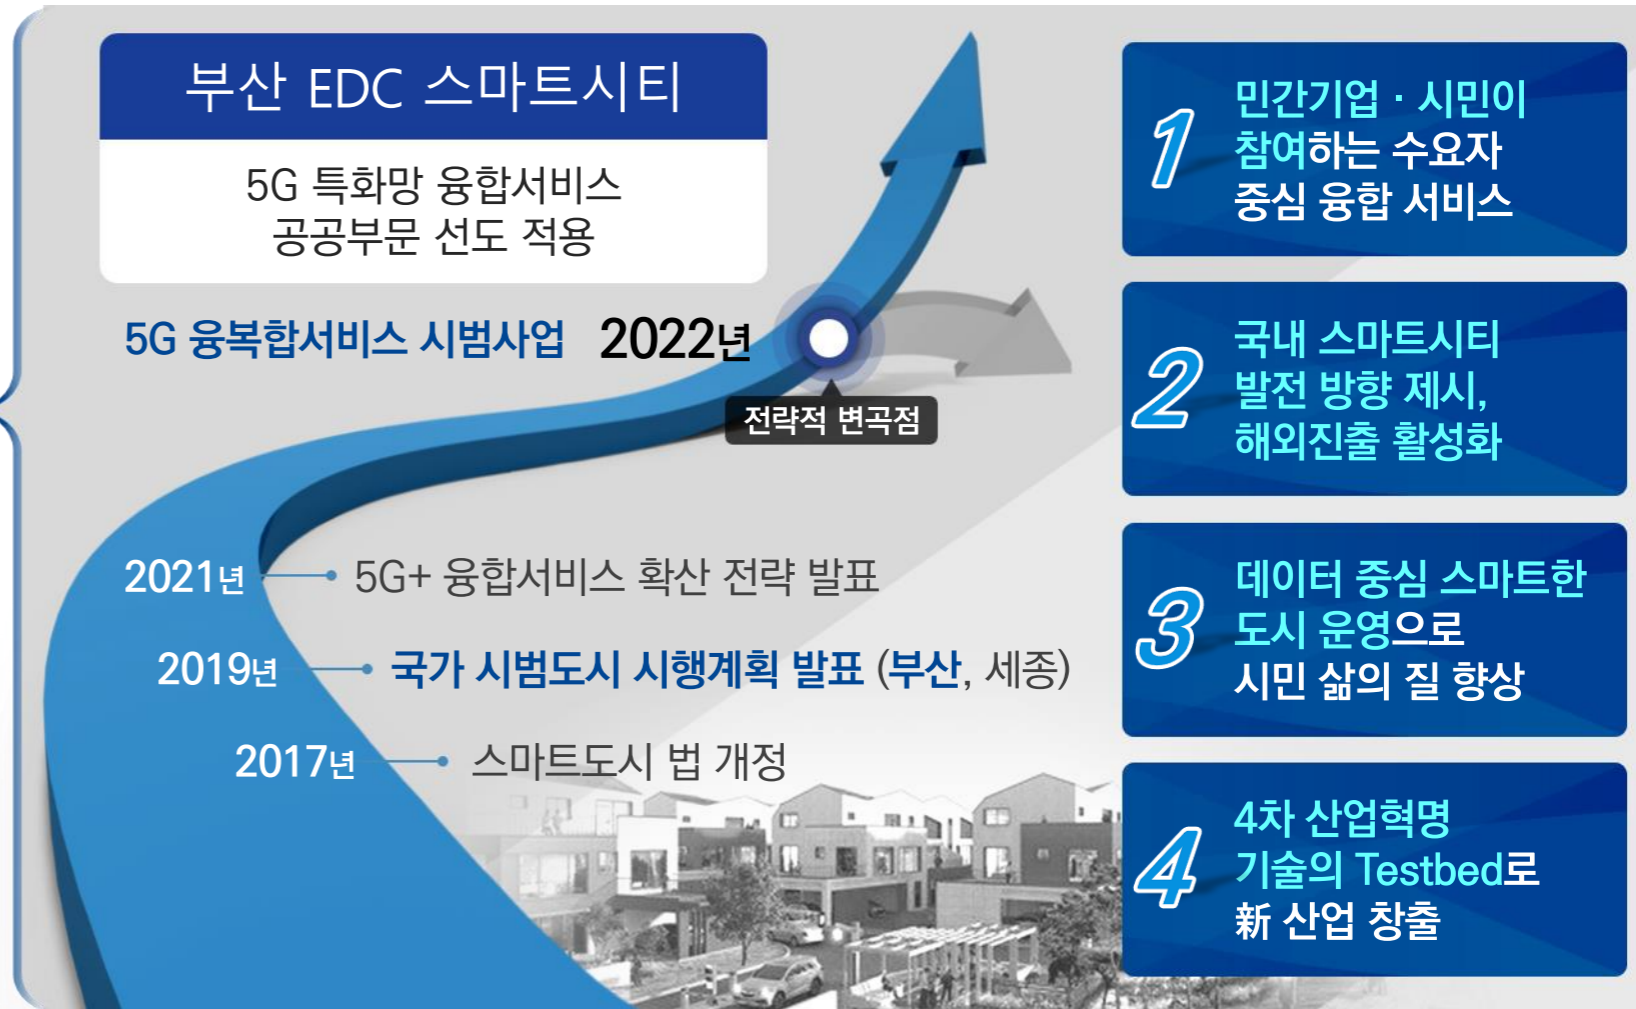 부산 EDC 스마트시티
5G 특화망 융합서비스
공공부문 선도 적용
5G 융복합서비스 시범사업 2022년
전략적 변곡점
2021년 5G+ 융합서비스 확산 전략 발표
2019년 국가 시범도시 시행계획 발표 (부산, 세종)
2017년 스마트도시 법 개정
1 민간기업 · 시민이
참여하는 수요자
중심 융합 서비스
2 국내 스마트시티
발전 방향 제시,
해외진출 활성화
3 데이터 중심 스마트한
도시 운영으로
시민 삶의 질 향상
4 4차 산업혁명
기술의 Testbed로
新 산업 창출